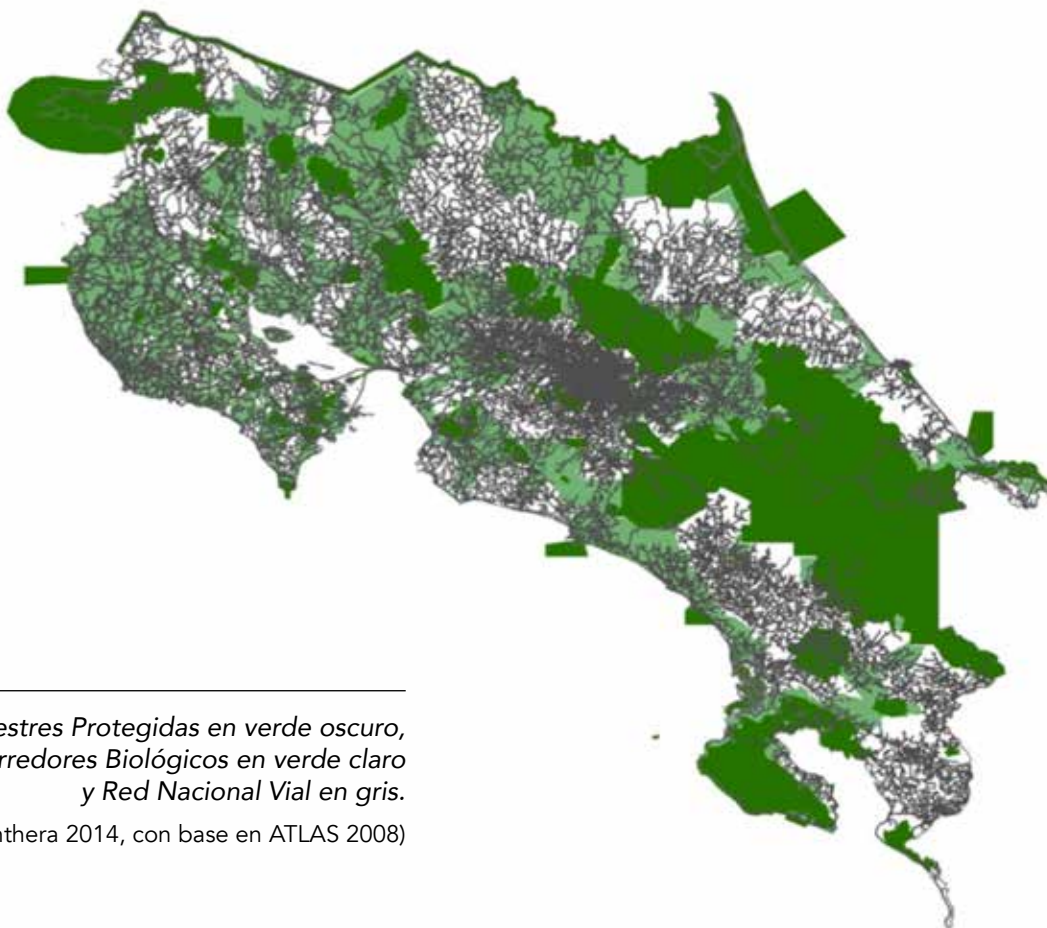 estres Protegidas en verde oscuro,
rredores Biológicos en verde claro
y Red Nacional Vial en gris.
nthera 2014, con base en ATLAS 2008)